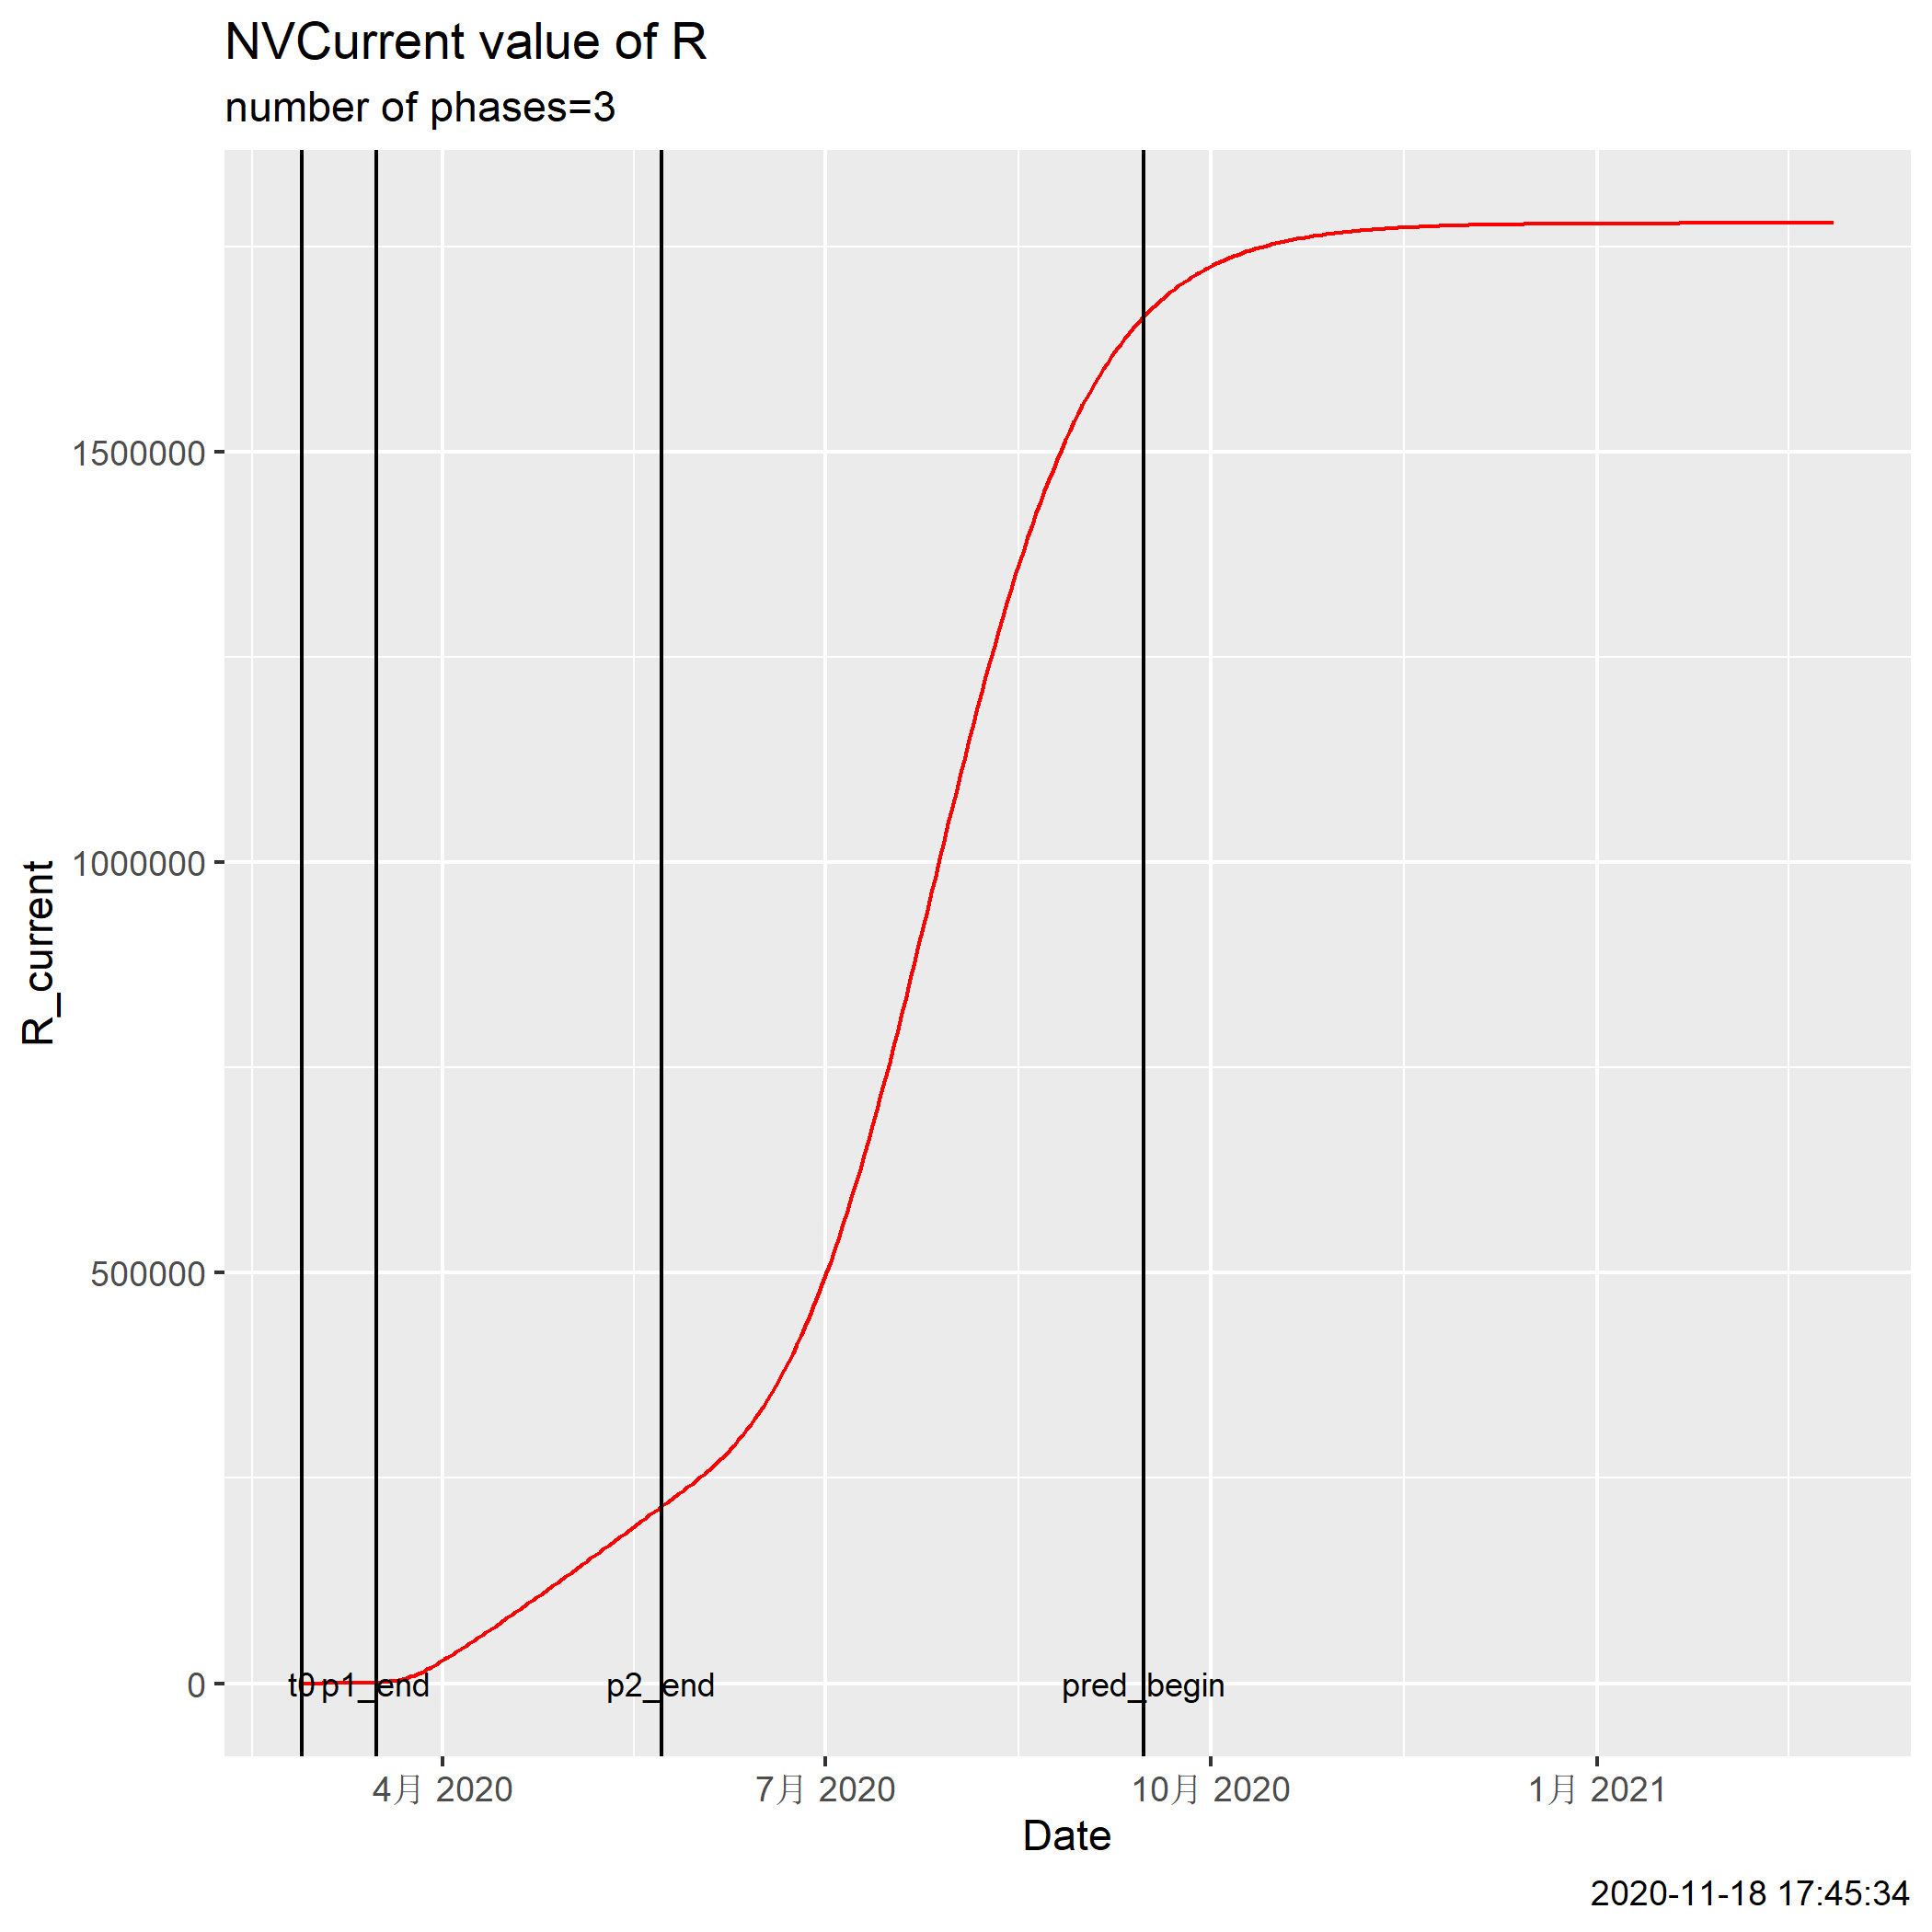 NVCurrent value of R
number of phases=3
R_current
1500000
1000000
500000
0
t0 p1_end p2_end pred_begin
4月 2020 7月 2020 10月 2020 1月 2021
Date
2020-11-18 17:45:34